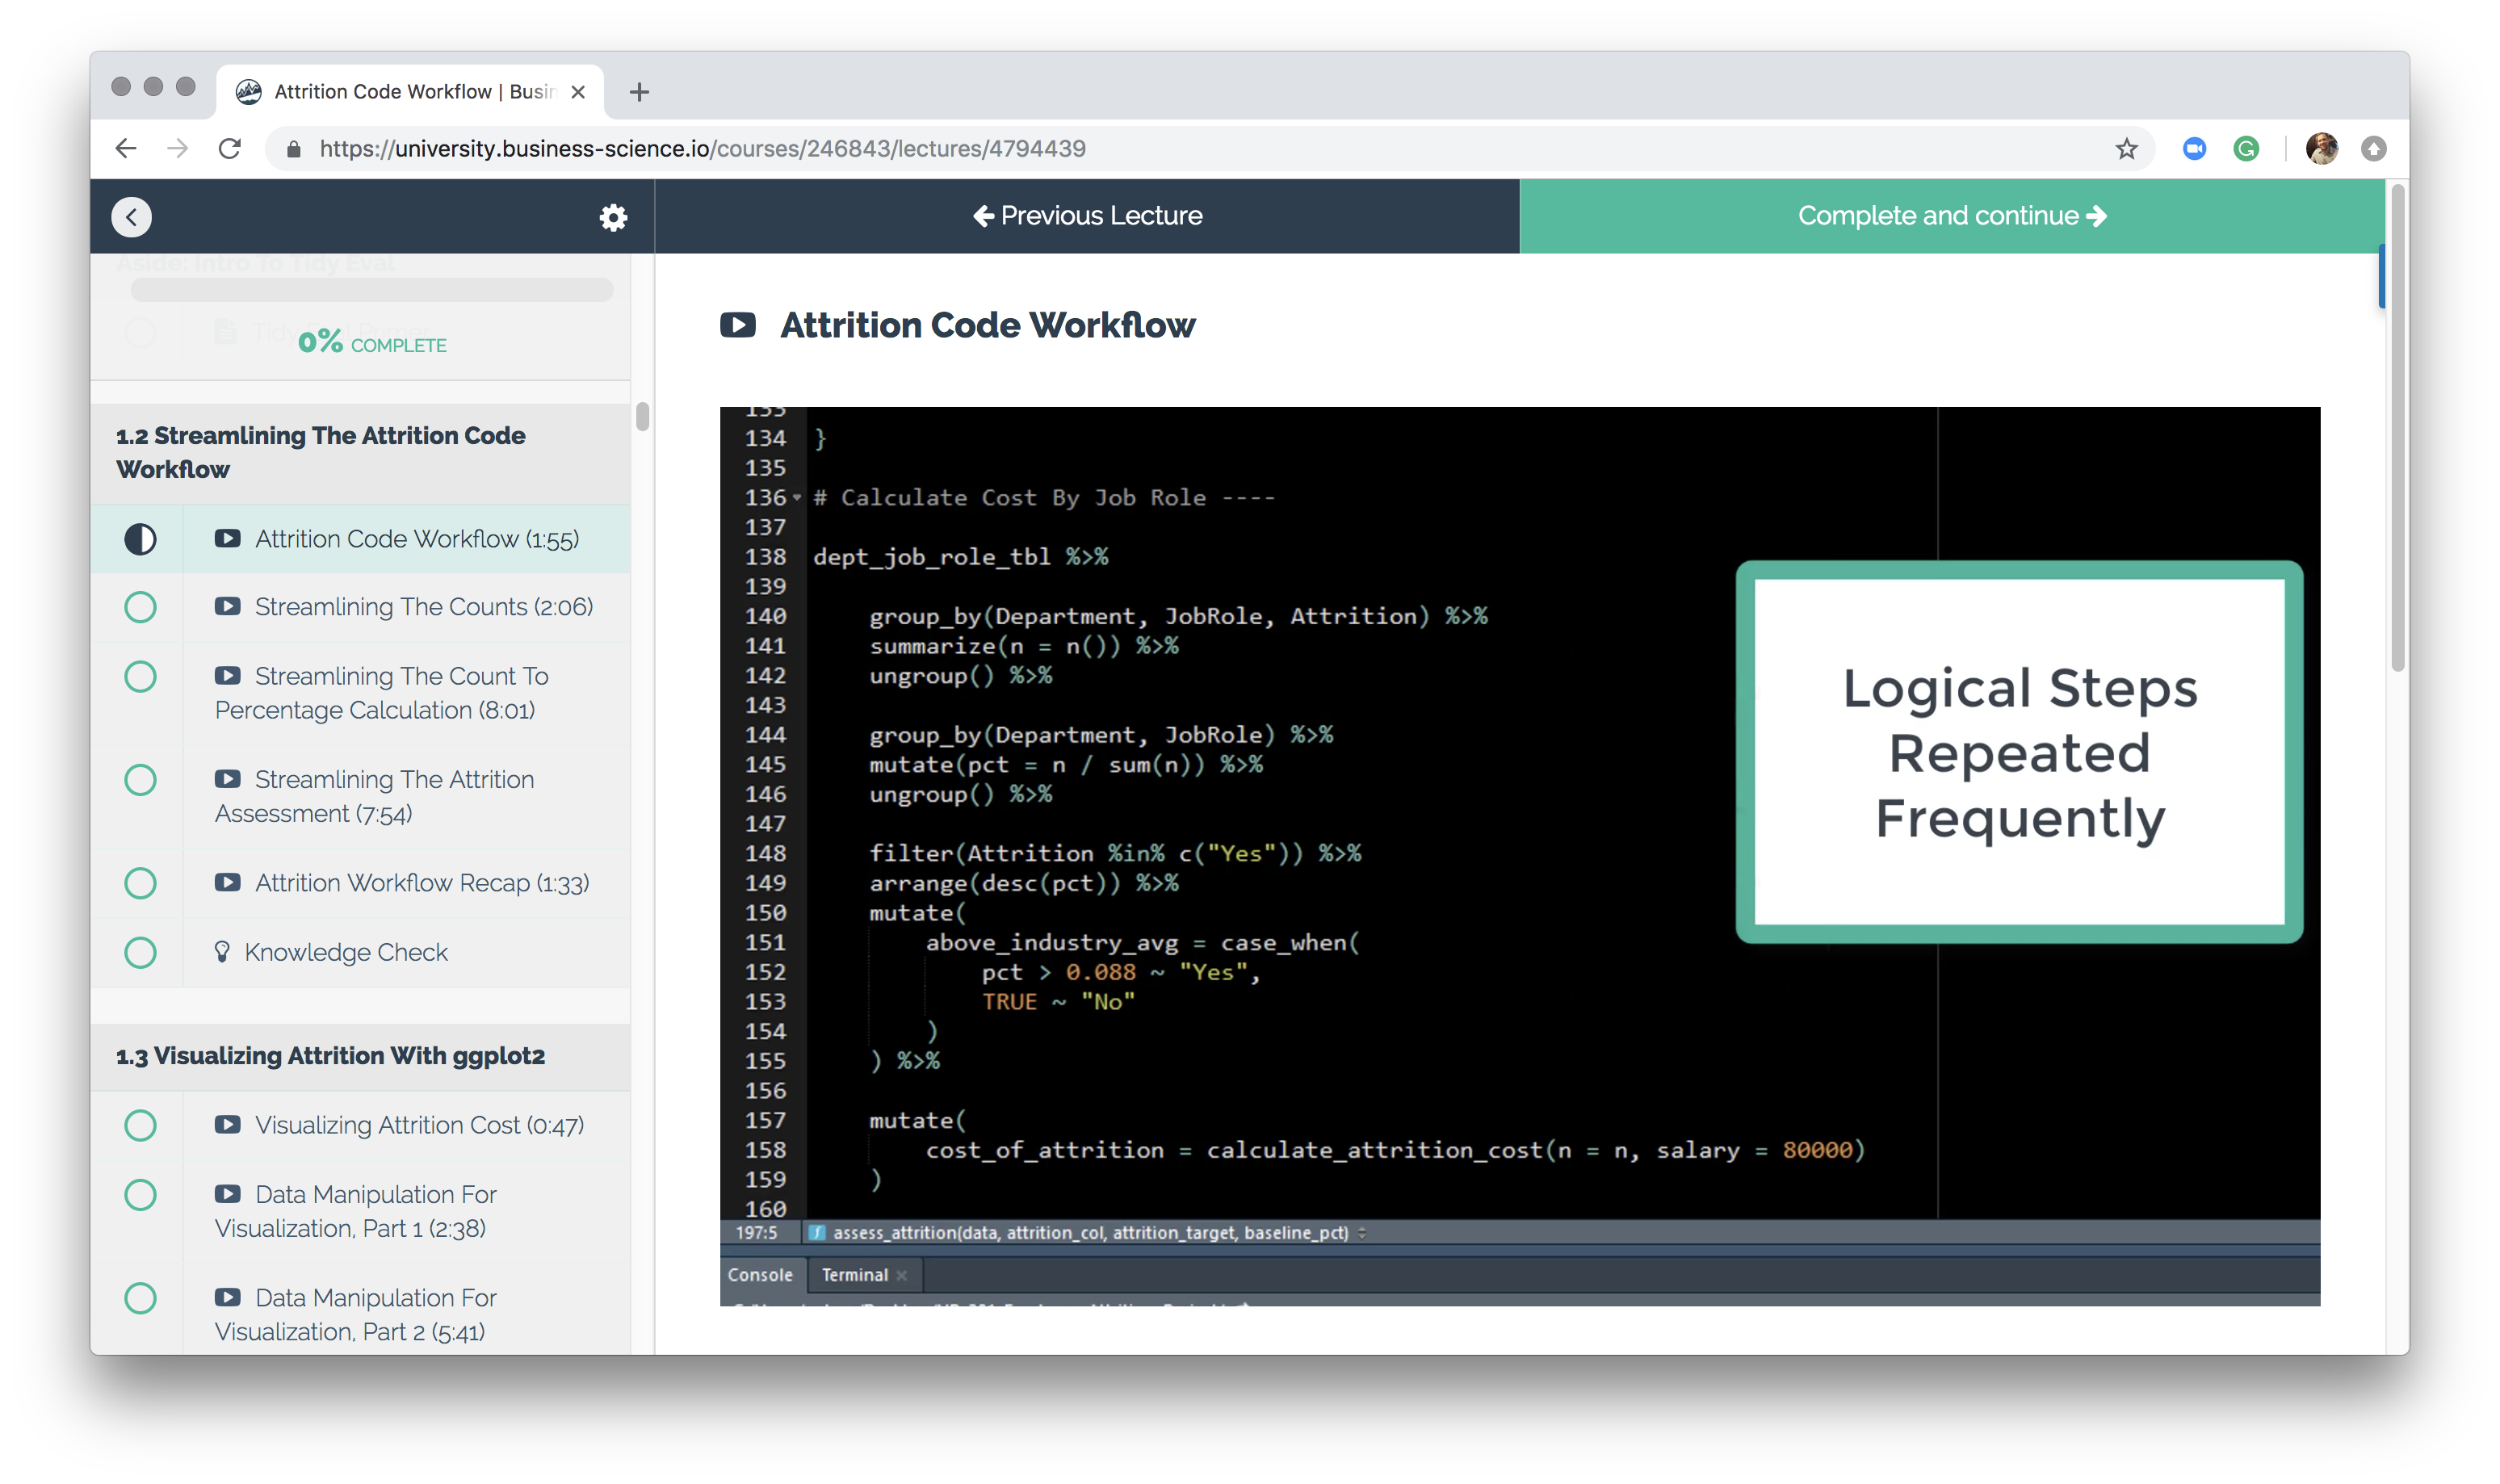 Attrition Code Workflow | Busin
https://university.business-science.io/courses/246843/lectures/4794439
Previous Lecture
Complete and continue
Aside: Intro To Tidy Eval
0% COMPLETE
1.2 Streamlining The Attrition Code
Workflow
Attrition Code Workflow (1:55)
Streamlining The Counts (2:06)
Streamlining The Count To
Percentage Calculation (8:01)
Streamlining The Attrition
Assessment (7:54)
Attrition Workflow Recap (1:33)
Knowledge Check
1.3 Visualizing Attrition With ggplot2
Visualizing Attrition Cost (0:47)
Data Manipulation For
Visualization, Part 1 (2:38)
Data Manipulation For
Visualization, Part 2 (5:41)
Attrition Code Workflow
133
134 }
135
136 # Calculate Cost By Job Role ----
137
138 dept_job_role_tbl %>%
139
140 group_by(Department, JobRole, Attrition) %>%
141 summarize(n = n()) %>%
142 ungroup() %>%
143
144 group_by(Department, JobRole) %>%
145 mutate(pct = n / sum(n)) %>%
146 ungroup() %>%
147
148 filter(Attrition %in% c("Yes")) %>%
149 arrange(desc(pct)) %>%
150 mutate(
151 above_industry_avg = case_when(
152 pct > 0.088 ~ "Yes",
153 TRUE ~ "No"
154 )
155 ) %>%
156
157 mutate(
158 cost_of_attrition = calculate_attrition_cost(n = n, salary = 80000)
159 )
160
Logical Steps
Repeated
Frequently
197:5 assess_attrition(data, attrition_col, attrition_target, baseline_pct)
Console Terminal